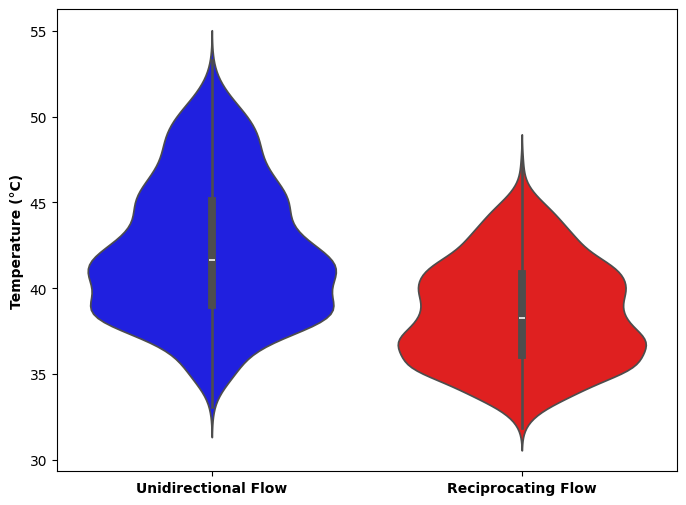 55
50
45
40
35
30
Temperature (°C)
Unidirectional Flow
Reciprocating Flow